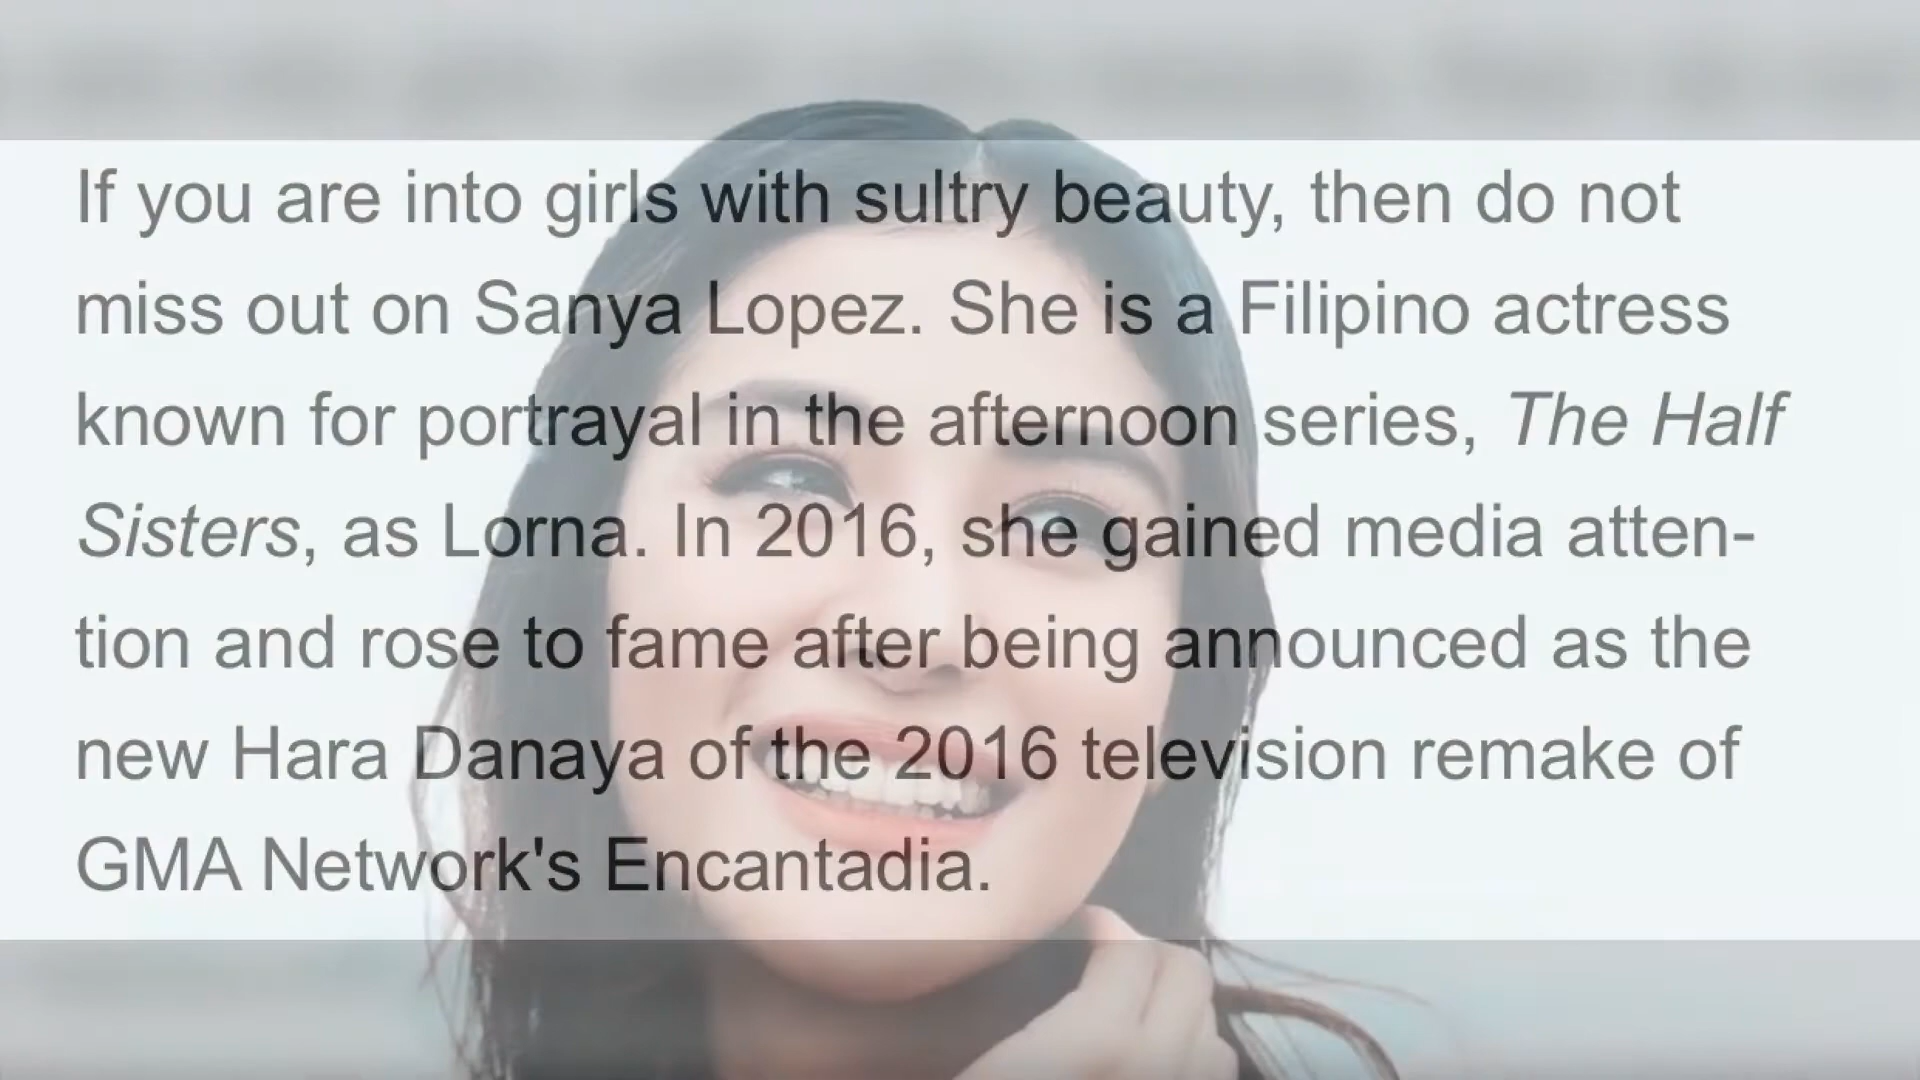 If you are into girls with sultry beauty, then do not
miss out on Sanya Lopez. She is a Filipino actress
known for portrayal in the afternoon series, The Half
Sisters, as Lorna. In 2016, she gained media atten-
tion and rose to fame after being announced as the
new Hara Danaya of the 2016 television remake of
GMA Network's Encantadia.